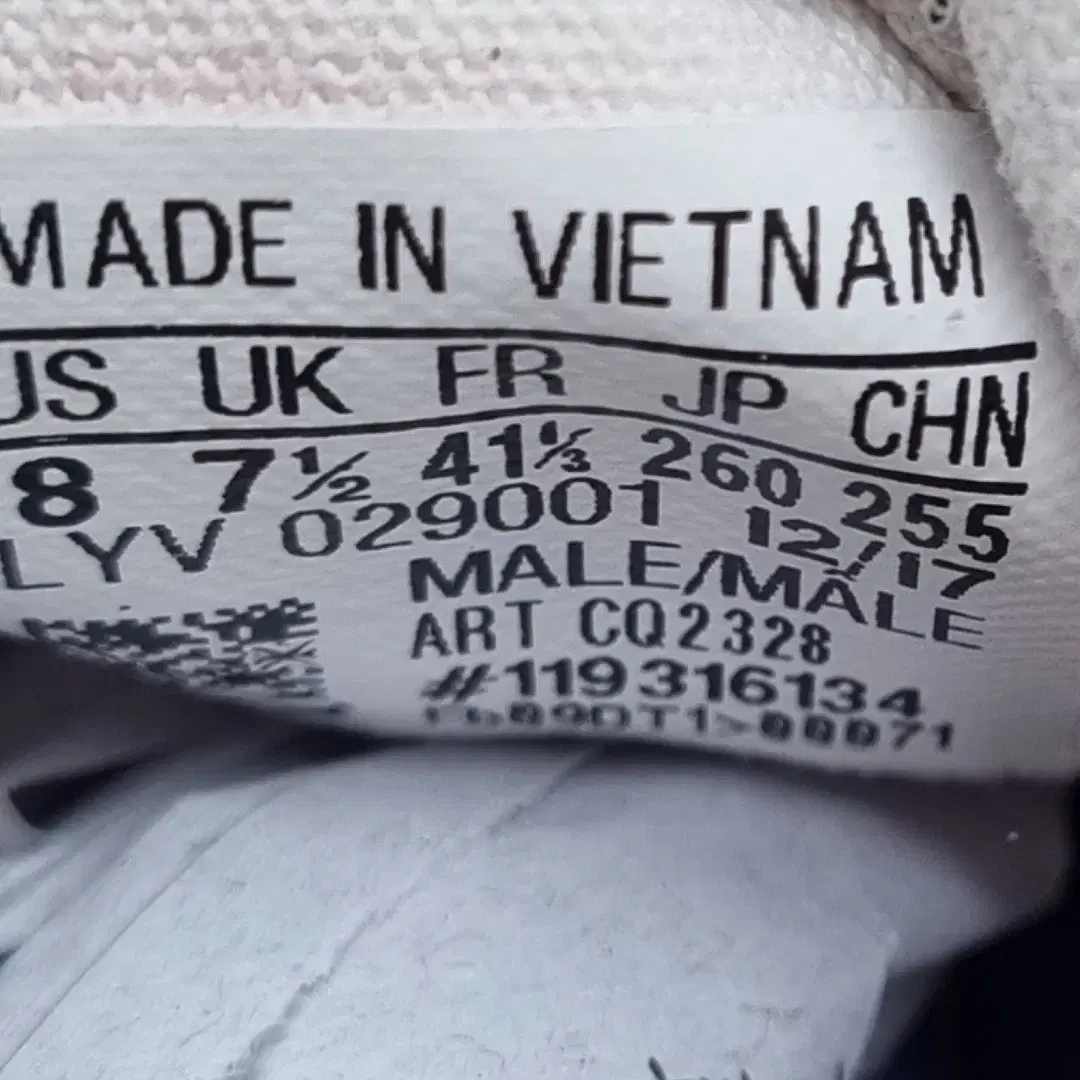 MADE IN VIETNAM
US UK FR JP CHN
8 7½ 41⅓ 260 255
LYV 029001 12/17
MALE/MÂLE
ART CQ2328
#119316134